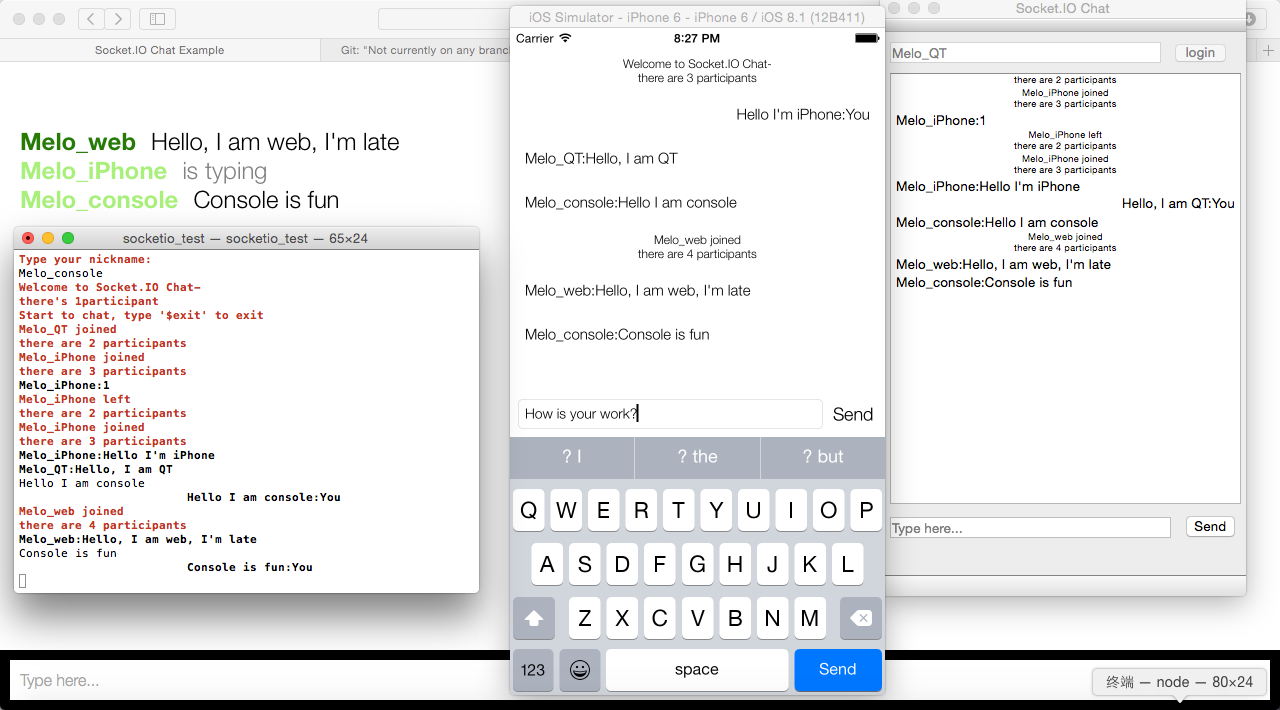 Socket.IO Chat Example
Git: "Not currently on any branch
Melo_web Hello, I am web, I'm late
Melo_iPhone is typing
Melo_console Console is fun
socketio_test — socketio_test — 65×24
Type your nickname:
Melo_console
Welcome to Socket.IO Chat-
there's 1participant
Start to chat, type '$exit' to exit
Melo_QT joined
there are 2 participants
Melo_iPhone joined
there are 3 participants
Melo_iPhone:1
Melo_iPhone left
there are 2 participants
Melo_iPhone joined
there are 3 participants
Melo_iPhone:Hello I'm iPhone
Melo_QT:Hello, I am QT
Hello I am console
Hello I am console:You
Melo_web joined
there are 4 participants
Melo_web:Hello, I am web, I'm late
Console is fun
Console is fun:You
Type here...
iOS Simulator - iPhone 6 - iPhone 6 / iOS 8.1 (12B411)
Carrier 8:27 PM
Welcome to Socket.IO Chat-
there are 3 participants
Hello I'm iPhone:You
Melo_QT:Hello, I am QT
Melo_console:Hello I am console
Melo_web joined
there are 4 participants
Melo_web:Hello, I am web, I'm late
Melo_console:Console is fun
How is your work? Send
? I ? the ? but
Q W E R T Y U I O P
A S D F G H J K L
Z X C V B N M
123 space Send
Socket.IO Chat
Melo_QT login
there are 2 participants
Melo_iPhone joined
there are 3 participants
Melo_iPhone:1
Melo_iPhone left
there are 2 participants
Melo_iPhone joined
there are 3 participants
Melo_iPhone:Hello I'm iPhone
Hello, I am QT:You
Melo_console:Hello I am console
Melo_web joined
there are 4 participants
Melo_web:Hello, I am web, I'm late
Melo_console:Console is fun
Type here... Send
终端 — node — 80×24